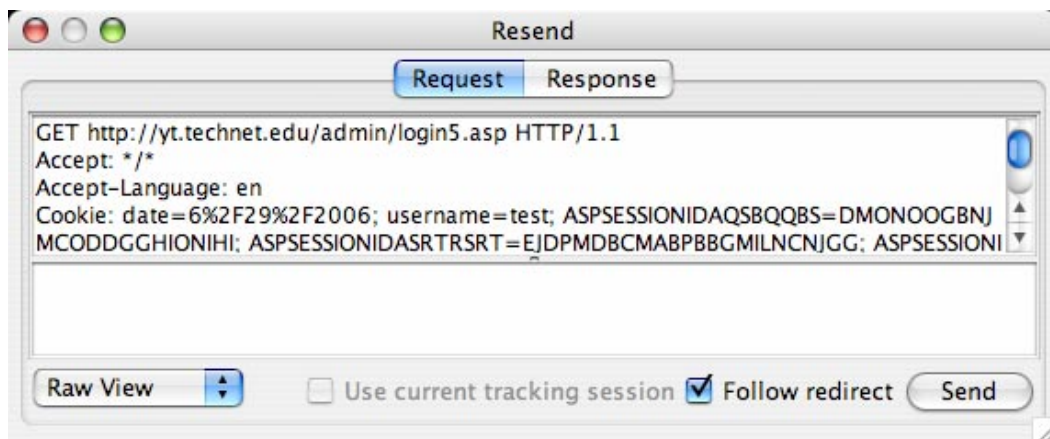 Resend
Request Response
GET http://yt.technet.edu/admin/login5.asp HTTP/1.1
Accept: */*
Accept-Language: en
Cookie: date=6%2F29%2F2006; username=test; ASPSESSIONIDAQSBQQBS=DMONOOGBNJ
MCODDGGHIONIHI; ASPSESSIONIDASRTRSRT=EJDPMDBCMABPBBGMILNCNJGG; ASPSESSIONI
Raw View Use current tracking session Follow redirect Send